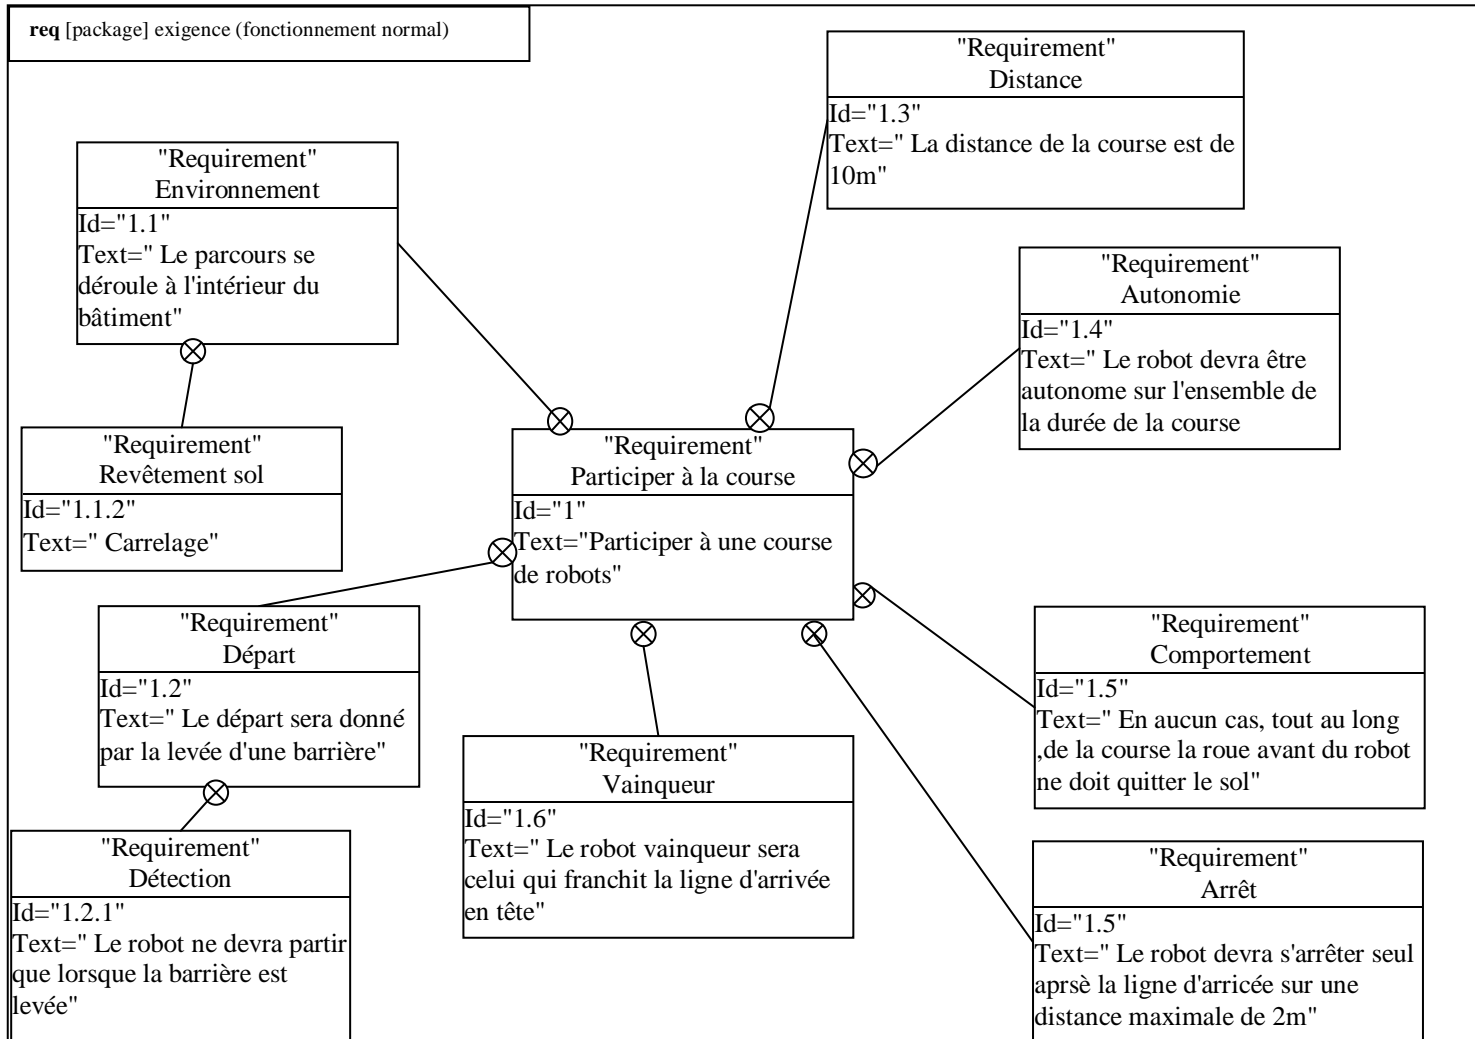 req [package] exigence (fonctionnement normal)
"Requirement"
Distance
Id="1.3"
Text=" La distance de la course est de
10m"
"Requirement"
Environnement
Id="1.1"
Text=" Le parcours se
déroule à l'intérieur du
bâtiment"
"Requirement"
Autonomie
Id="1.4"
Text=" Le robot devra être
autonome sur l'ensemble de
la durée de la course
"Requirement"
Revêtement sol
Id="1.1.2"
Text=" Carrelage"
"Requirement"
Participer à la course
Id="1"
Text="Participer à une course
de robots"
"Requirement"
Départ
Id="1.2"
Text=" Le départ sera donné
par la levée d'une barrière"
"Requirement"
Comportement
Id="1.5"
Text=" En aucun cas, tout au long
,de la course la roue avant du robot
ne doit quitter le sol"
"Requirement"
Vainqueur
Id="1.6"
Text=" Le robot vainqueur sera
celui qui franchit la ligne d'arrivée
en tête"
"Requirement"
Détection
Id="1.2.1"
Text=" Le robot ne devra partir
que lorsque la barrière est
levée"
"Requirement"
Arrêt
Id="1.5"
Text=" Le robot devra s'arrêter seul
aprsè la ligne d'arricée sur une
distance maximale de 2m"